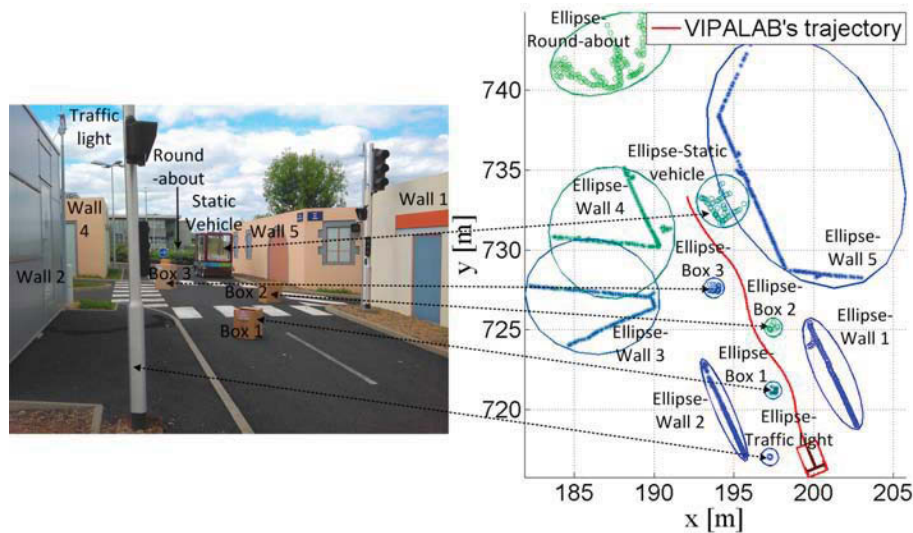 Traffic
light
Round
-about
Static
Vehicle
Wall
4
Wall 2
Wall 5
Wall 1
Box 3
Box 2
Box 1
Ellipse-
Round-about
VIPALAB's trajectory
Ellipse-Static
vehicle
Ellipse-
Wall 4
Ellipse-
Wall 5
Ellipse-
Box 3
Ellipse-
Box 2
Ellipse-
Wall 3
Ellipse-
Wall 1
Ellipse-
Box 1
Ellipse-
Wall 2
Ellipse-
Traffic light
740
735
730
725
720
y [m]
185
190
195
200
205
x [m]